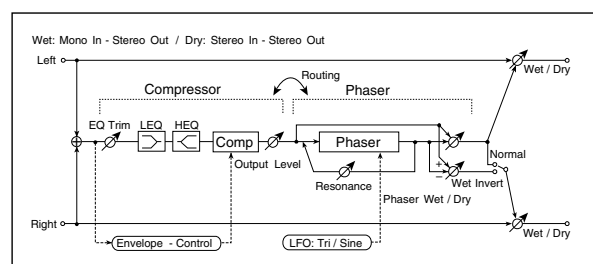 Wet: Mono In - Stereo Out / Dry: Stereo In - Stereo Out
Left
Wet / Dry
Compressor
Routing
Phaser
EQ Trim
LEQ
HEQ
Comp
Output Level
Phaser
Resonance
+
−
Normal
Wet Invert
Phaser Wet / Dry
Right
Envelope - Control
LFO: Tri / Sine
Wet / Dry